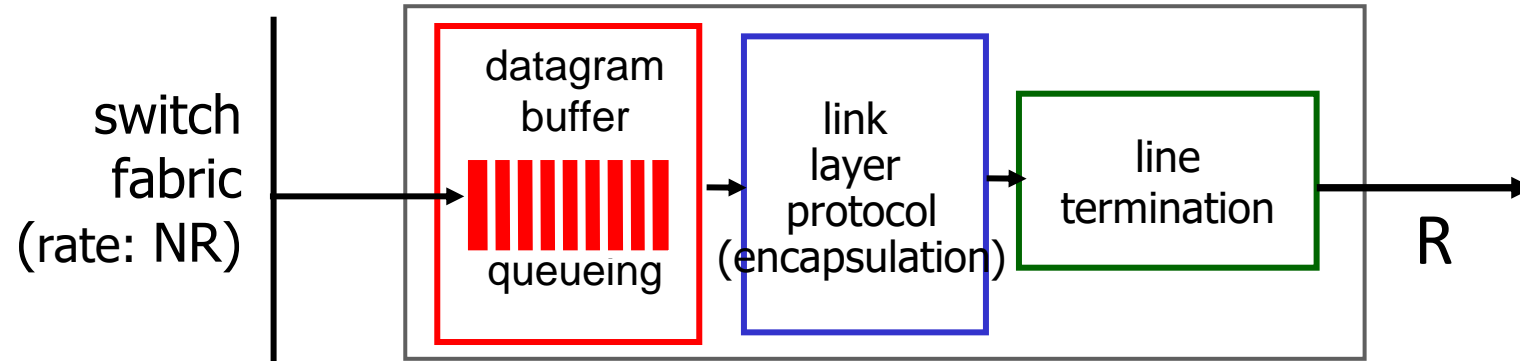 switch
fabric
(rate: NR)
datagram
buffer
queueing
link
layer
protocol
(encapsulation)
line
termination
R